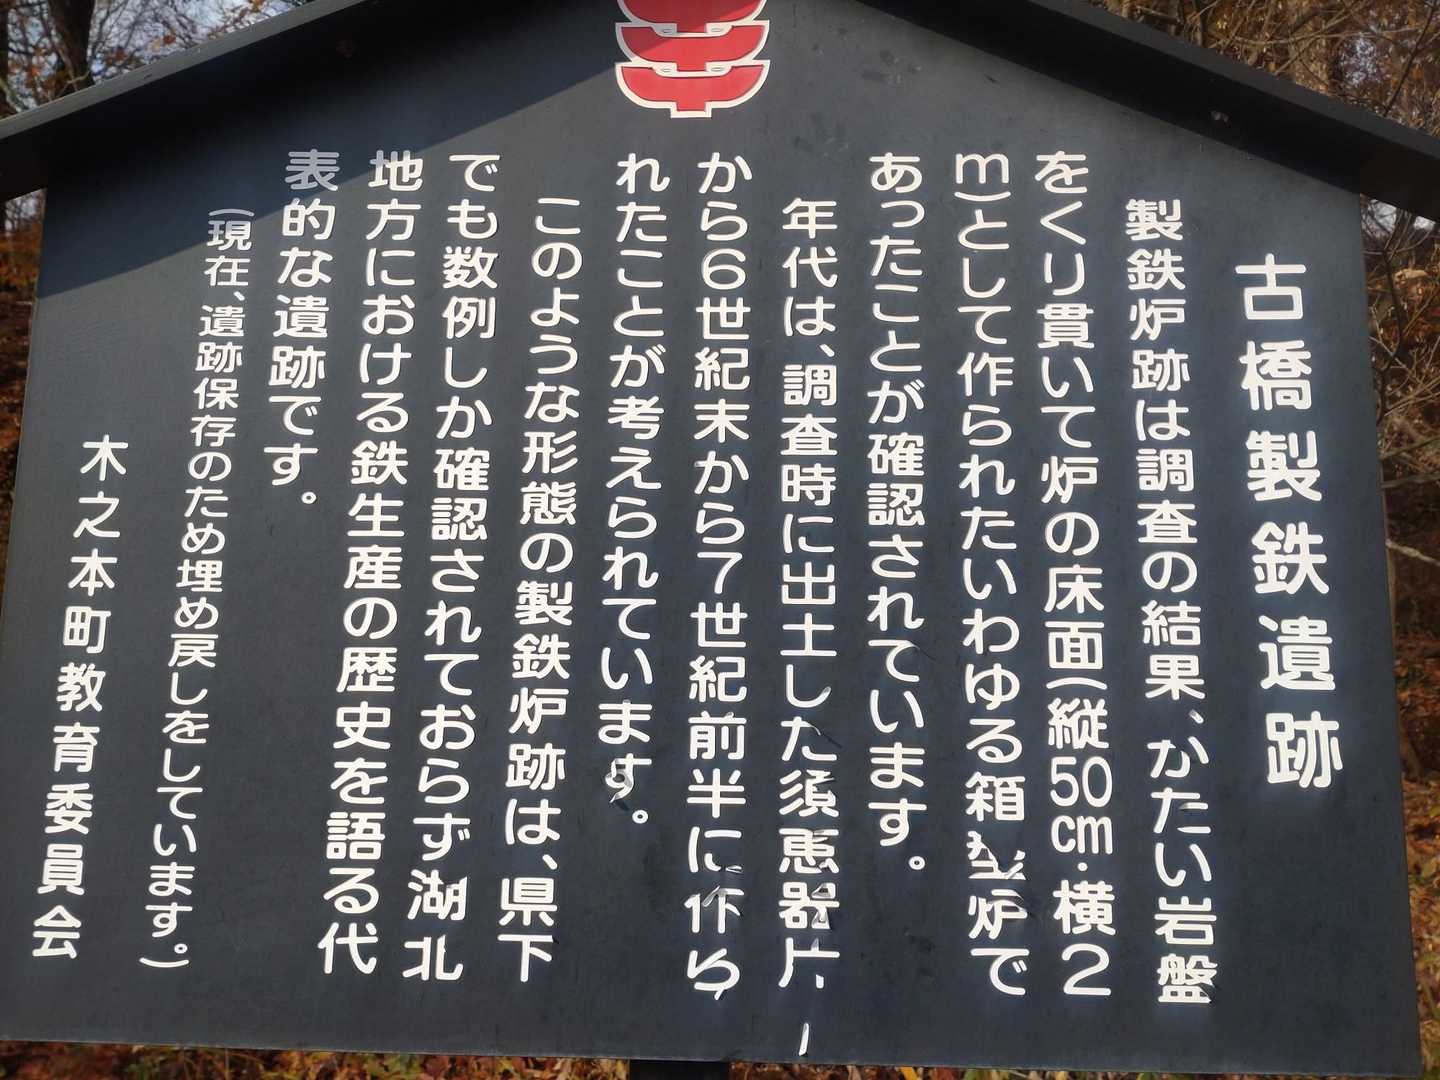 古橋製鉄遺跡
製鉄炉跡は調査の結果、かたい岩盤
をくり貫いて炉の床面(縦50cm・横2
m)として作られたいわゆる箱型炉で
あったことが確認されています。
年代は、調査時に出土した須恵器片
から6世紀末から7世紀前半に作ら
れたことが考えられています。
このような形態の製鉄炉跡は、県下
でも数例しか確認されておらず湖北
地方における鉄生産の歴史を語る代
表的な遺跡です。
(現在、遺跡保存のため埋め戻しをしています。)
木之本町教育委員会